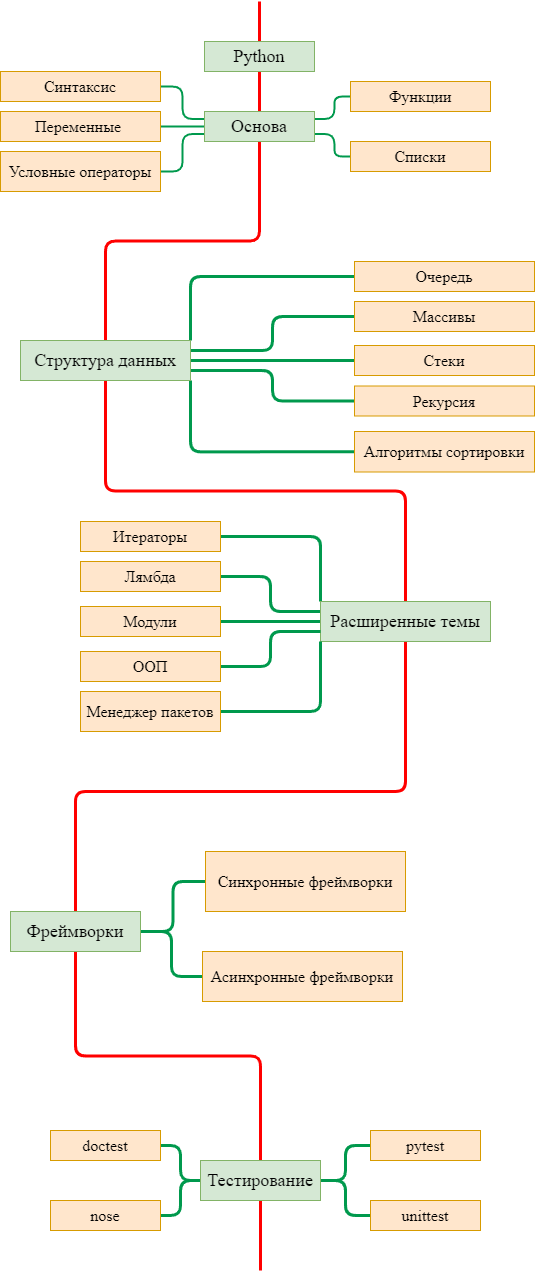 Python
Синтаксис
Переменные
Условные операторы
Основа
Функции
Списки
Структура данных
Очередь
Массивы
Стеки
Рекурсия
Алгоритмы сортировки
Итераторы
Лямбда
Модули
ООП
Менеджер пакетов
Расширенные темы
Фреймворки
Синхронные фреймворки
Асинхронные фреймворки
doctest
nose
Тестирование
pytest
unittest